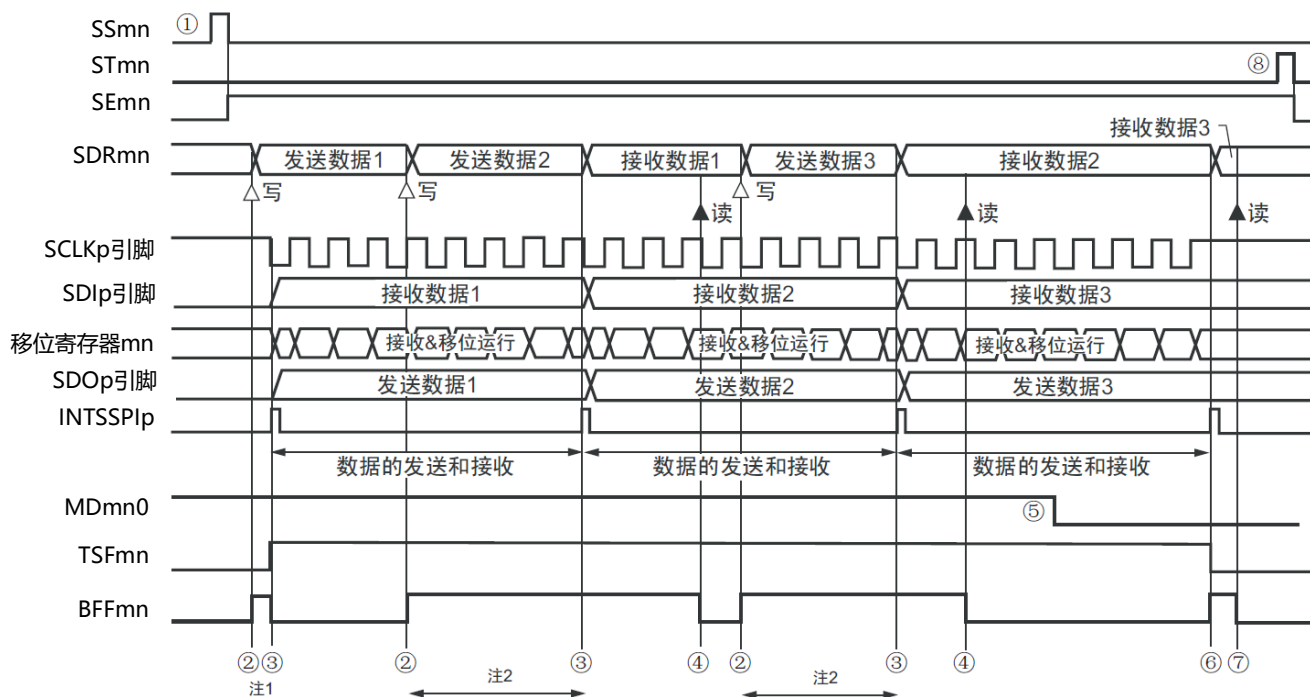 SSmn ①
STmn ⑧
SEmn
接收数据3
SDRmn 发送数据1 发送数据2 接收数据1 发送数据3 接收数据2
写 写 读 写 读 读
SCLKp引脚
SDIp引脚 接收数据1 接收数据2 接收数据3
移位寄存器mn 接收&移位运行 接收&移位运行 接收&移位运行
SDOp引脚 发送数据1 发送数据2 发送数据3
INTSSPIp
数据的发送和接收 数据的发送和接收 数据的发送和接收
MDmn0 ⑤
TSFmn
BFFmn
② ③ ② ③ ④ ② ③ ④ ⑥ ⑦
注1 注2 注2